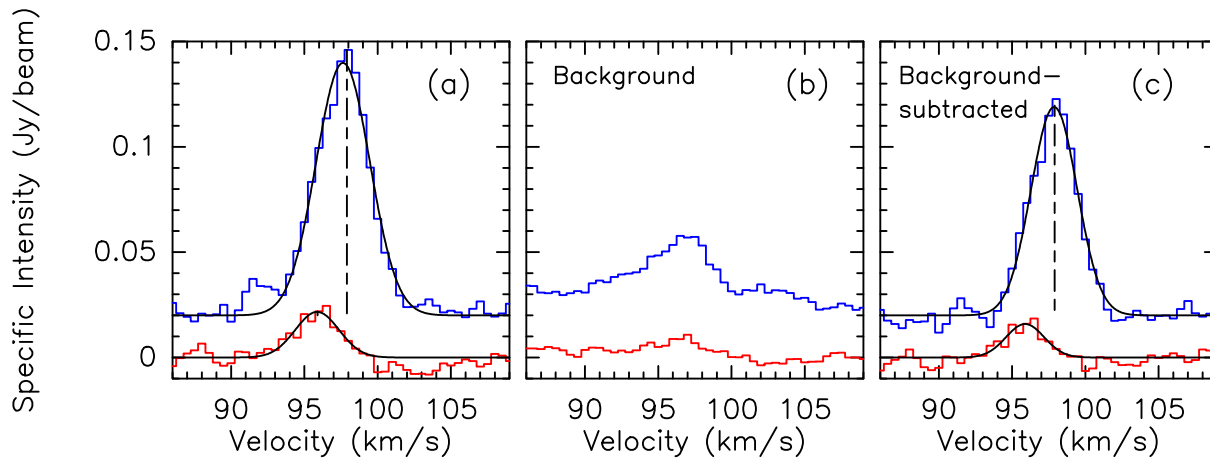 Specific Intensity (Jy/beam)
0.15
0.1
0.05
0
(a)
Background
(b)
Background−
subtracted
(c)
90 95 100 105
90 95 100 105
90 95 100 105
Velocity (km/s)
Velocity (km/s)
Velocity (km/s)